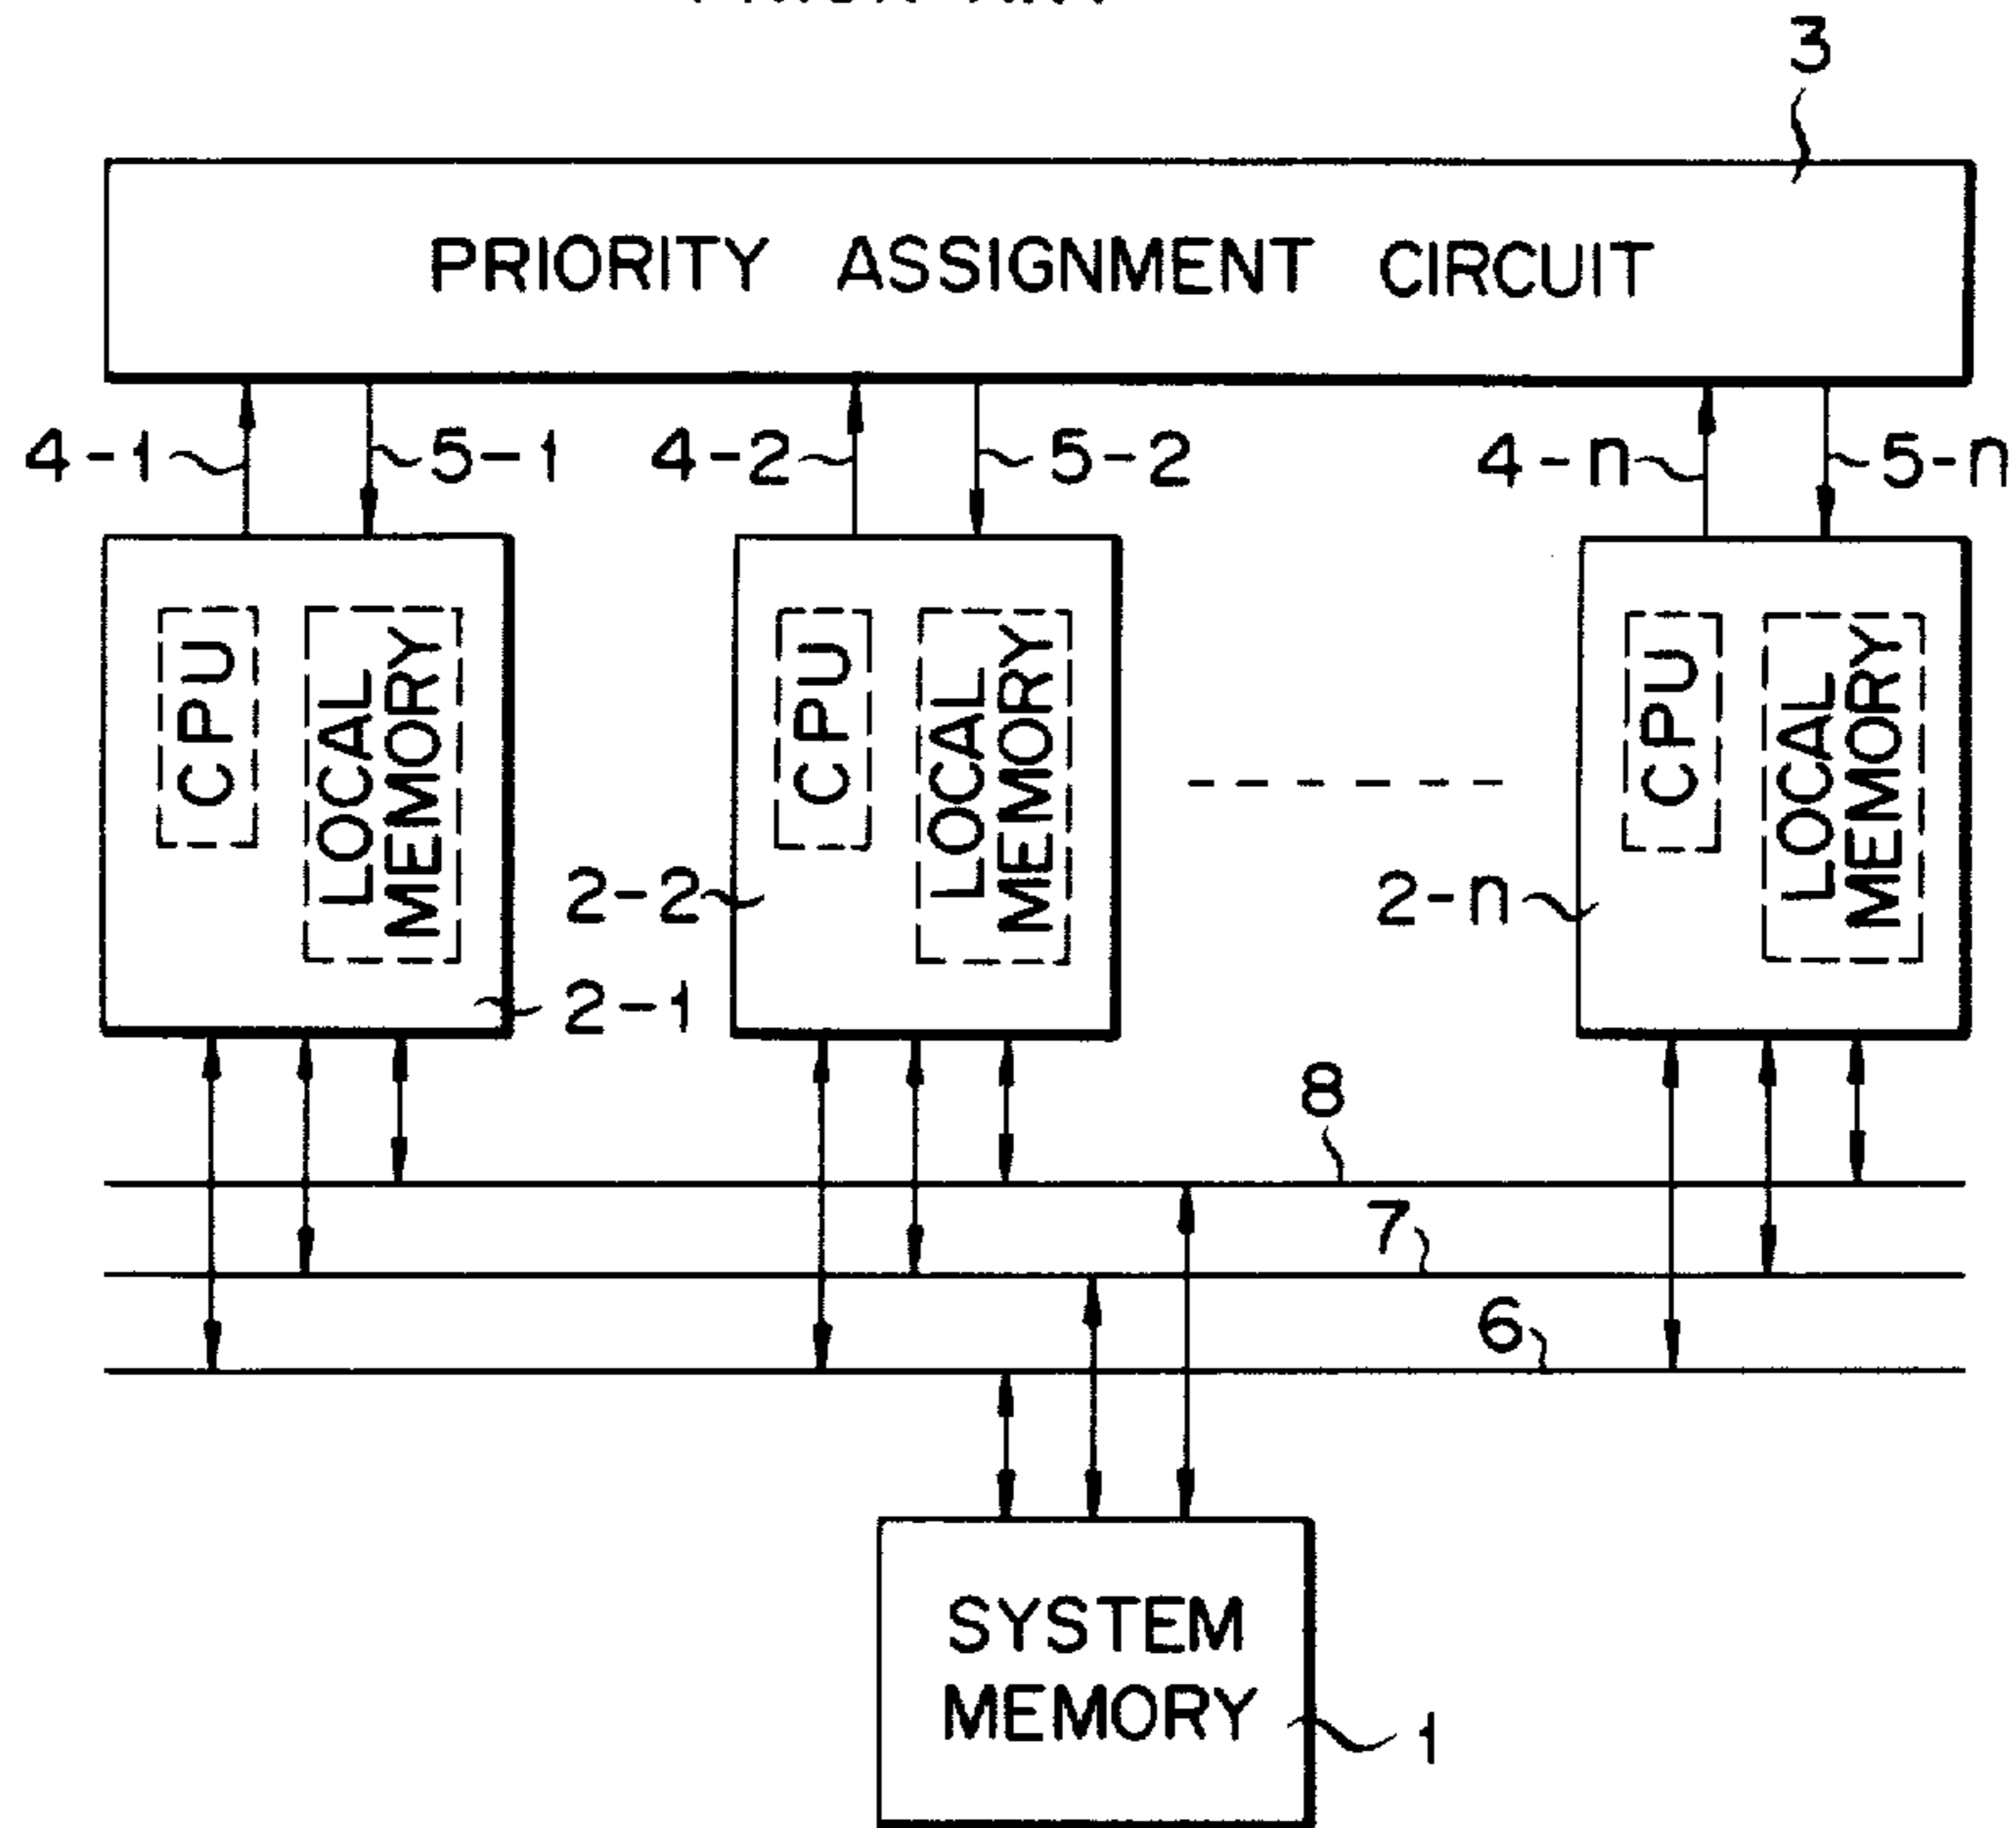 3
PRIORITY ASSIGNMENT CIRCUIT
4-1
5-1
4-2
5-2
4-n
5-n
CPU
LOCAL
MEMORY
2-1
CPU
LOCAL
MEMORY
2-2
CPU
LOCAL
MEMORY
2-n
8
7
6
SYSTEM
MEMORY
1